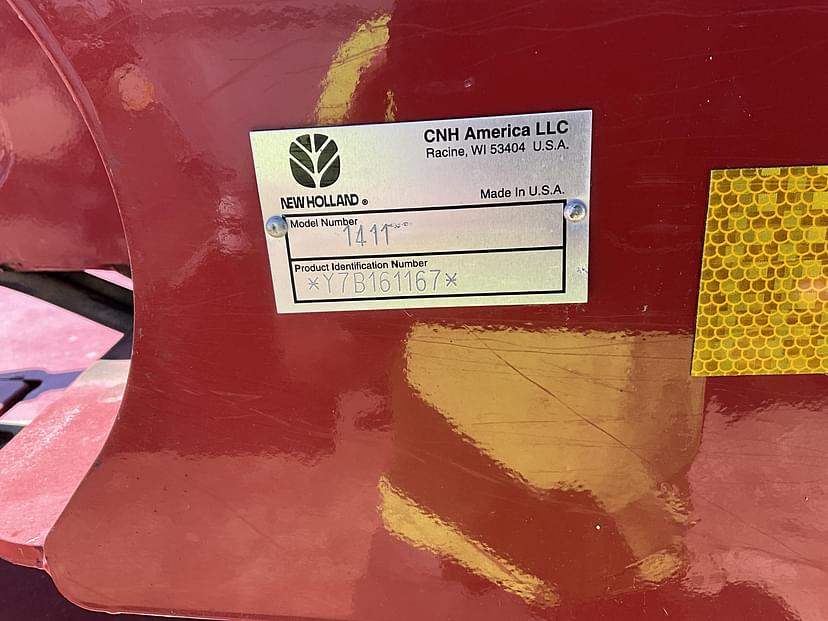 CNH America LLC
Racine, WI 53404 U.S.A.
NEW HOLLAND ®
Made In U.S.A.
Model Number
1411
Product Identification Number
*Y7B161167*